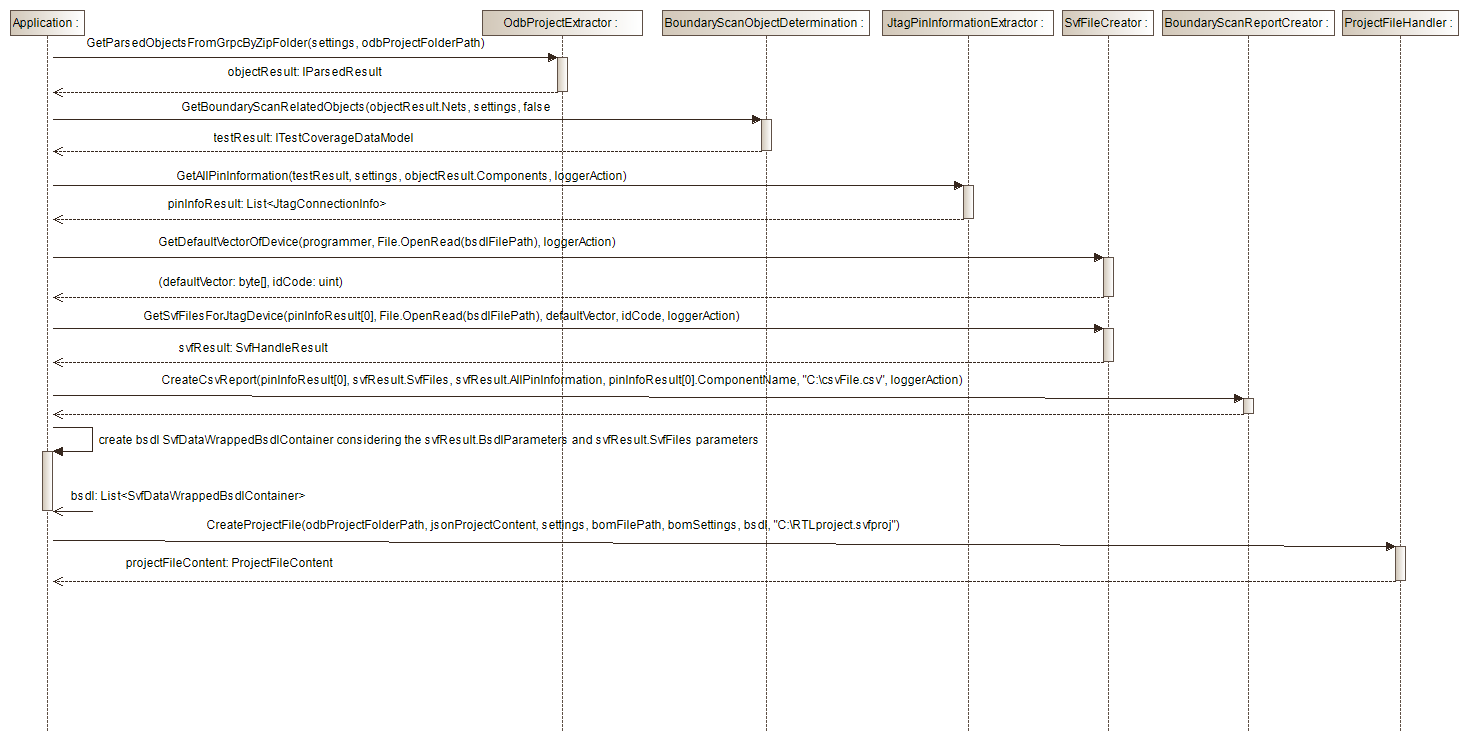 Application :
OdbProjectExtractor :
BoundaryScanObjectDetermination :
JtagPinInformationExtractor :
SvfFileCreator :
BoundaryScanReportCreator :
ProjectFileHandler :
GetParsedObjectsFromGrpcByZipFolder(settings, odbProjectFolderPath)
objectResult: IParsedResult
GetBoundaryScanRelatedObjects(objectResult.Nets, settings, false
testResult: ITestCoverageDataModel
GetAllPinInformation(testResult, settings, objectResult.Components, loggerAction)
pinInfoResult: List<JtagConnectionInfo>
GetDefaultVectorOfDevice(programmer, File.OpenRead(bsdlFilePath), loggerAction)
(defaultVector: byte[], idCode: uint)
GetSvfFilesForJtagDevice(pinInfoResult[0], File.OpenRead(bsdlFilePath), defaultVector, idCode, loggerAction)
svfResult: SvfHandleResult
CreateCsvReport(pinInfoResult[0], svfResult.SvfFiles, svfResult.AllPinInformation, pinInfoResult[0].ComponentName, "C:\csvFile.csv", loggerAction)
create bsdl SvfDataWrappedBsdlContainer considering the svfResult.BsdlParameters and svfResult.SvfFiles parameters
bsdl: List<SvfDataWrappedBsdlContainer>
CreateProjectFile(odbProjectFolderPath, jsonProjectContent, settings, bomFilePath, bomSettings, bsdl, "C:\RTLproject.svfproj")
projectFileContent: ProjectFileContent